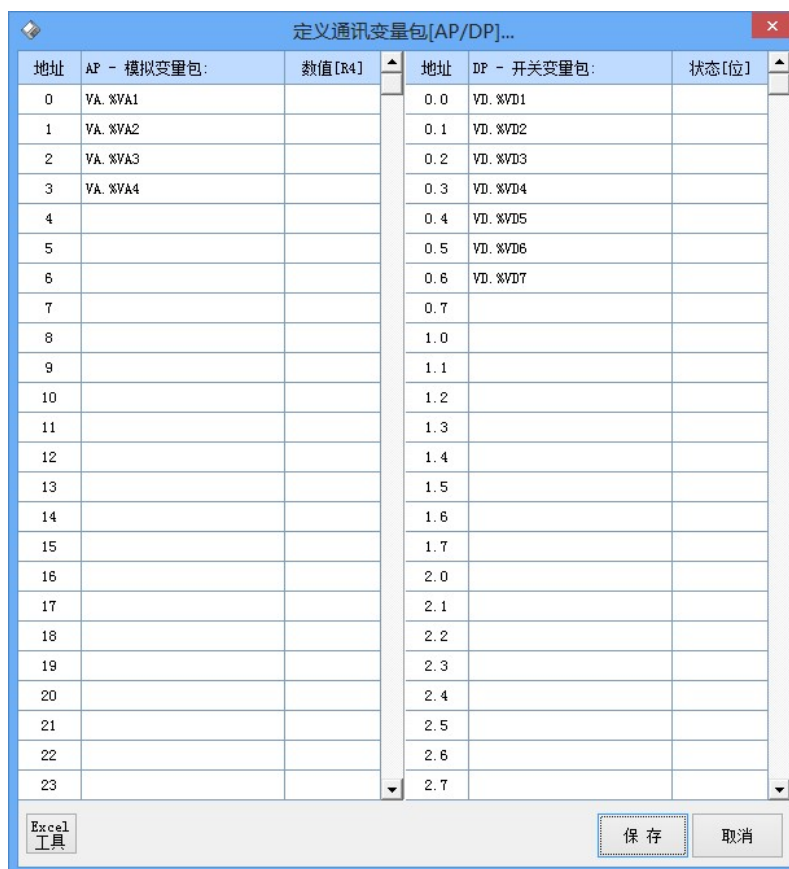 定义通讯变量包[AP/DP]...
地址 AP - 模拟变量包: 数值[R4] 地址 DP - 开关变量包: 状态[位]
0 VA.%VA1 0.0 VD.%VD1
1 VA.%VA2 0.1 VD.%VD2
2 VA.%VA3 0.2 VD.%VD3
3 VA.%VA4 0.3 VD.%VD4
4 0.4 VD.%VD5
5 0.5 VD.%VD6
6 0.6 VD.%VD7
7 0.7
8 1.0
9 1.1
10 1.2
11 1.3
12 1.4
13 1.5
14 1.6
15 1.7
16 2.0
17 2.1
18 2.2
19 2.3
20 2.4
21 2.5
22 2.6
23 2.7
Excel
工具
保存 取消